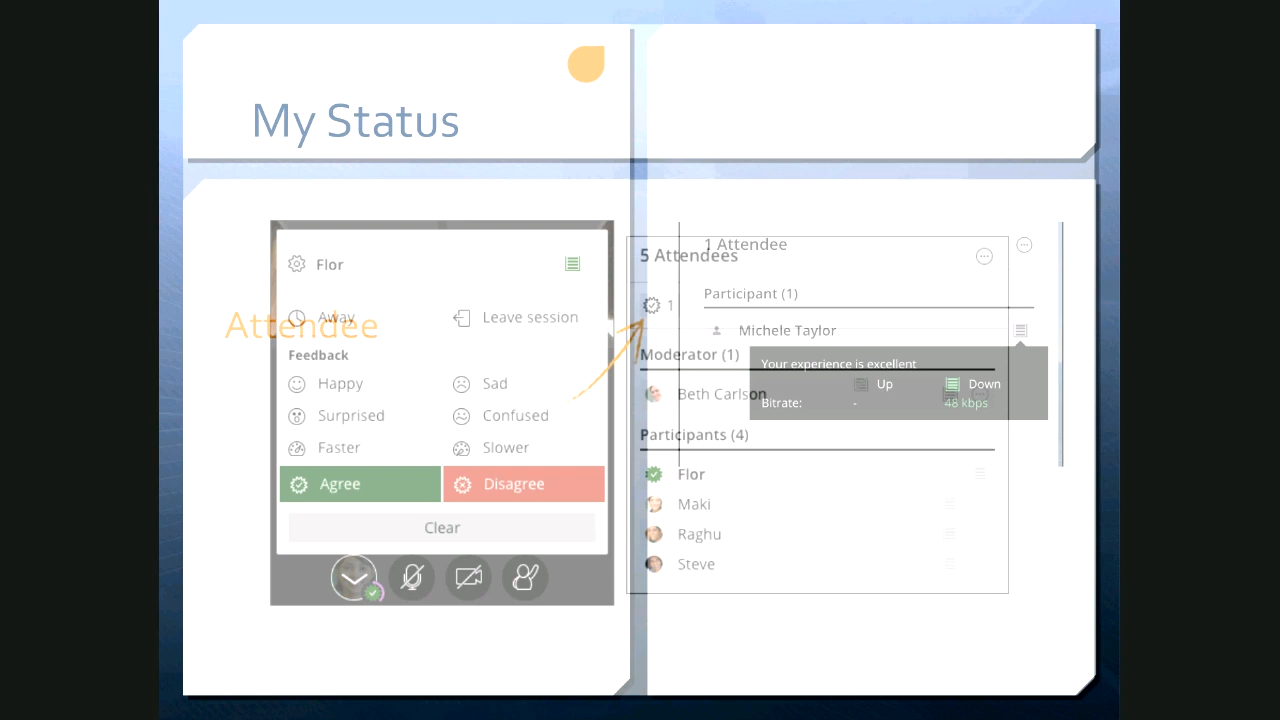 My Status
Attendee
Flor
Away
Leave session
Feedback
Happy
Sad
Surprised
Confused
Faster
Slower
Agree
Disagree
Clear
5 Attendees
1
Moderator (1)
Beth Carlson
Participants (4)
Flor
Maki
Raghu
Steve
1 Attendee
Participant (1)
Michele Taylor
Your experience is excellent
Up Down
Bitrate: - 48 kbps